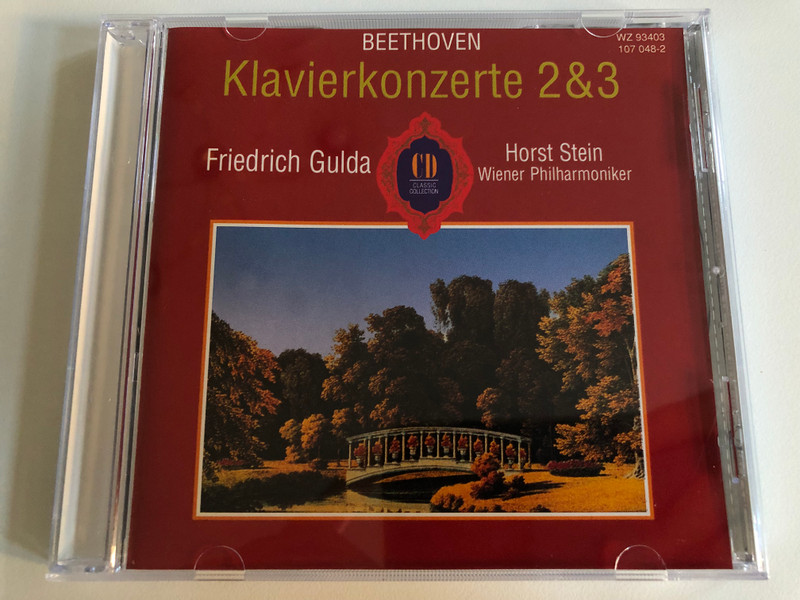 BEETHOVEN
WZ 93403
107 048-2
Klavierkonzerte 2&3
Friedrich Gulda
CD
CLASSIC
COLLECTION
Horst Stein
Wiener Philharmoniker